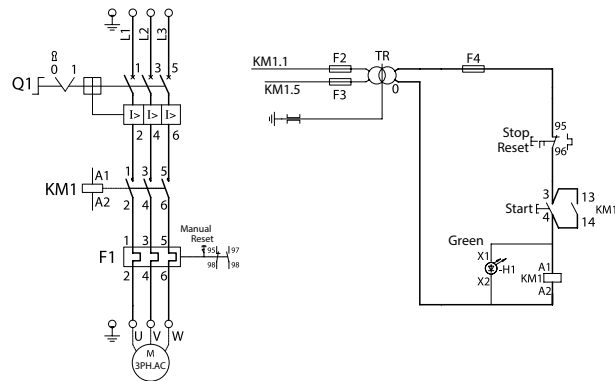 L1
L2
L3
Q1
0
1
1
3
5
I>
I>
I>
2
4
6
KM1
A1
A2
1
3
5
2
4
6
F1
1
3
5
2
4
6
Manual
Reset
95
97
98
98
U
V
W
M
3PH.AC
KM1.1
KM1.5
F2
F3
TR
0
F4
Stop
Reset
95
96
Start
3
4
13
14
KM1
Green
X1
X2
-H1
KM1
A1
A2